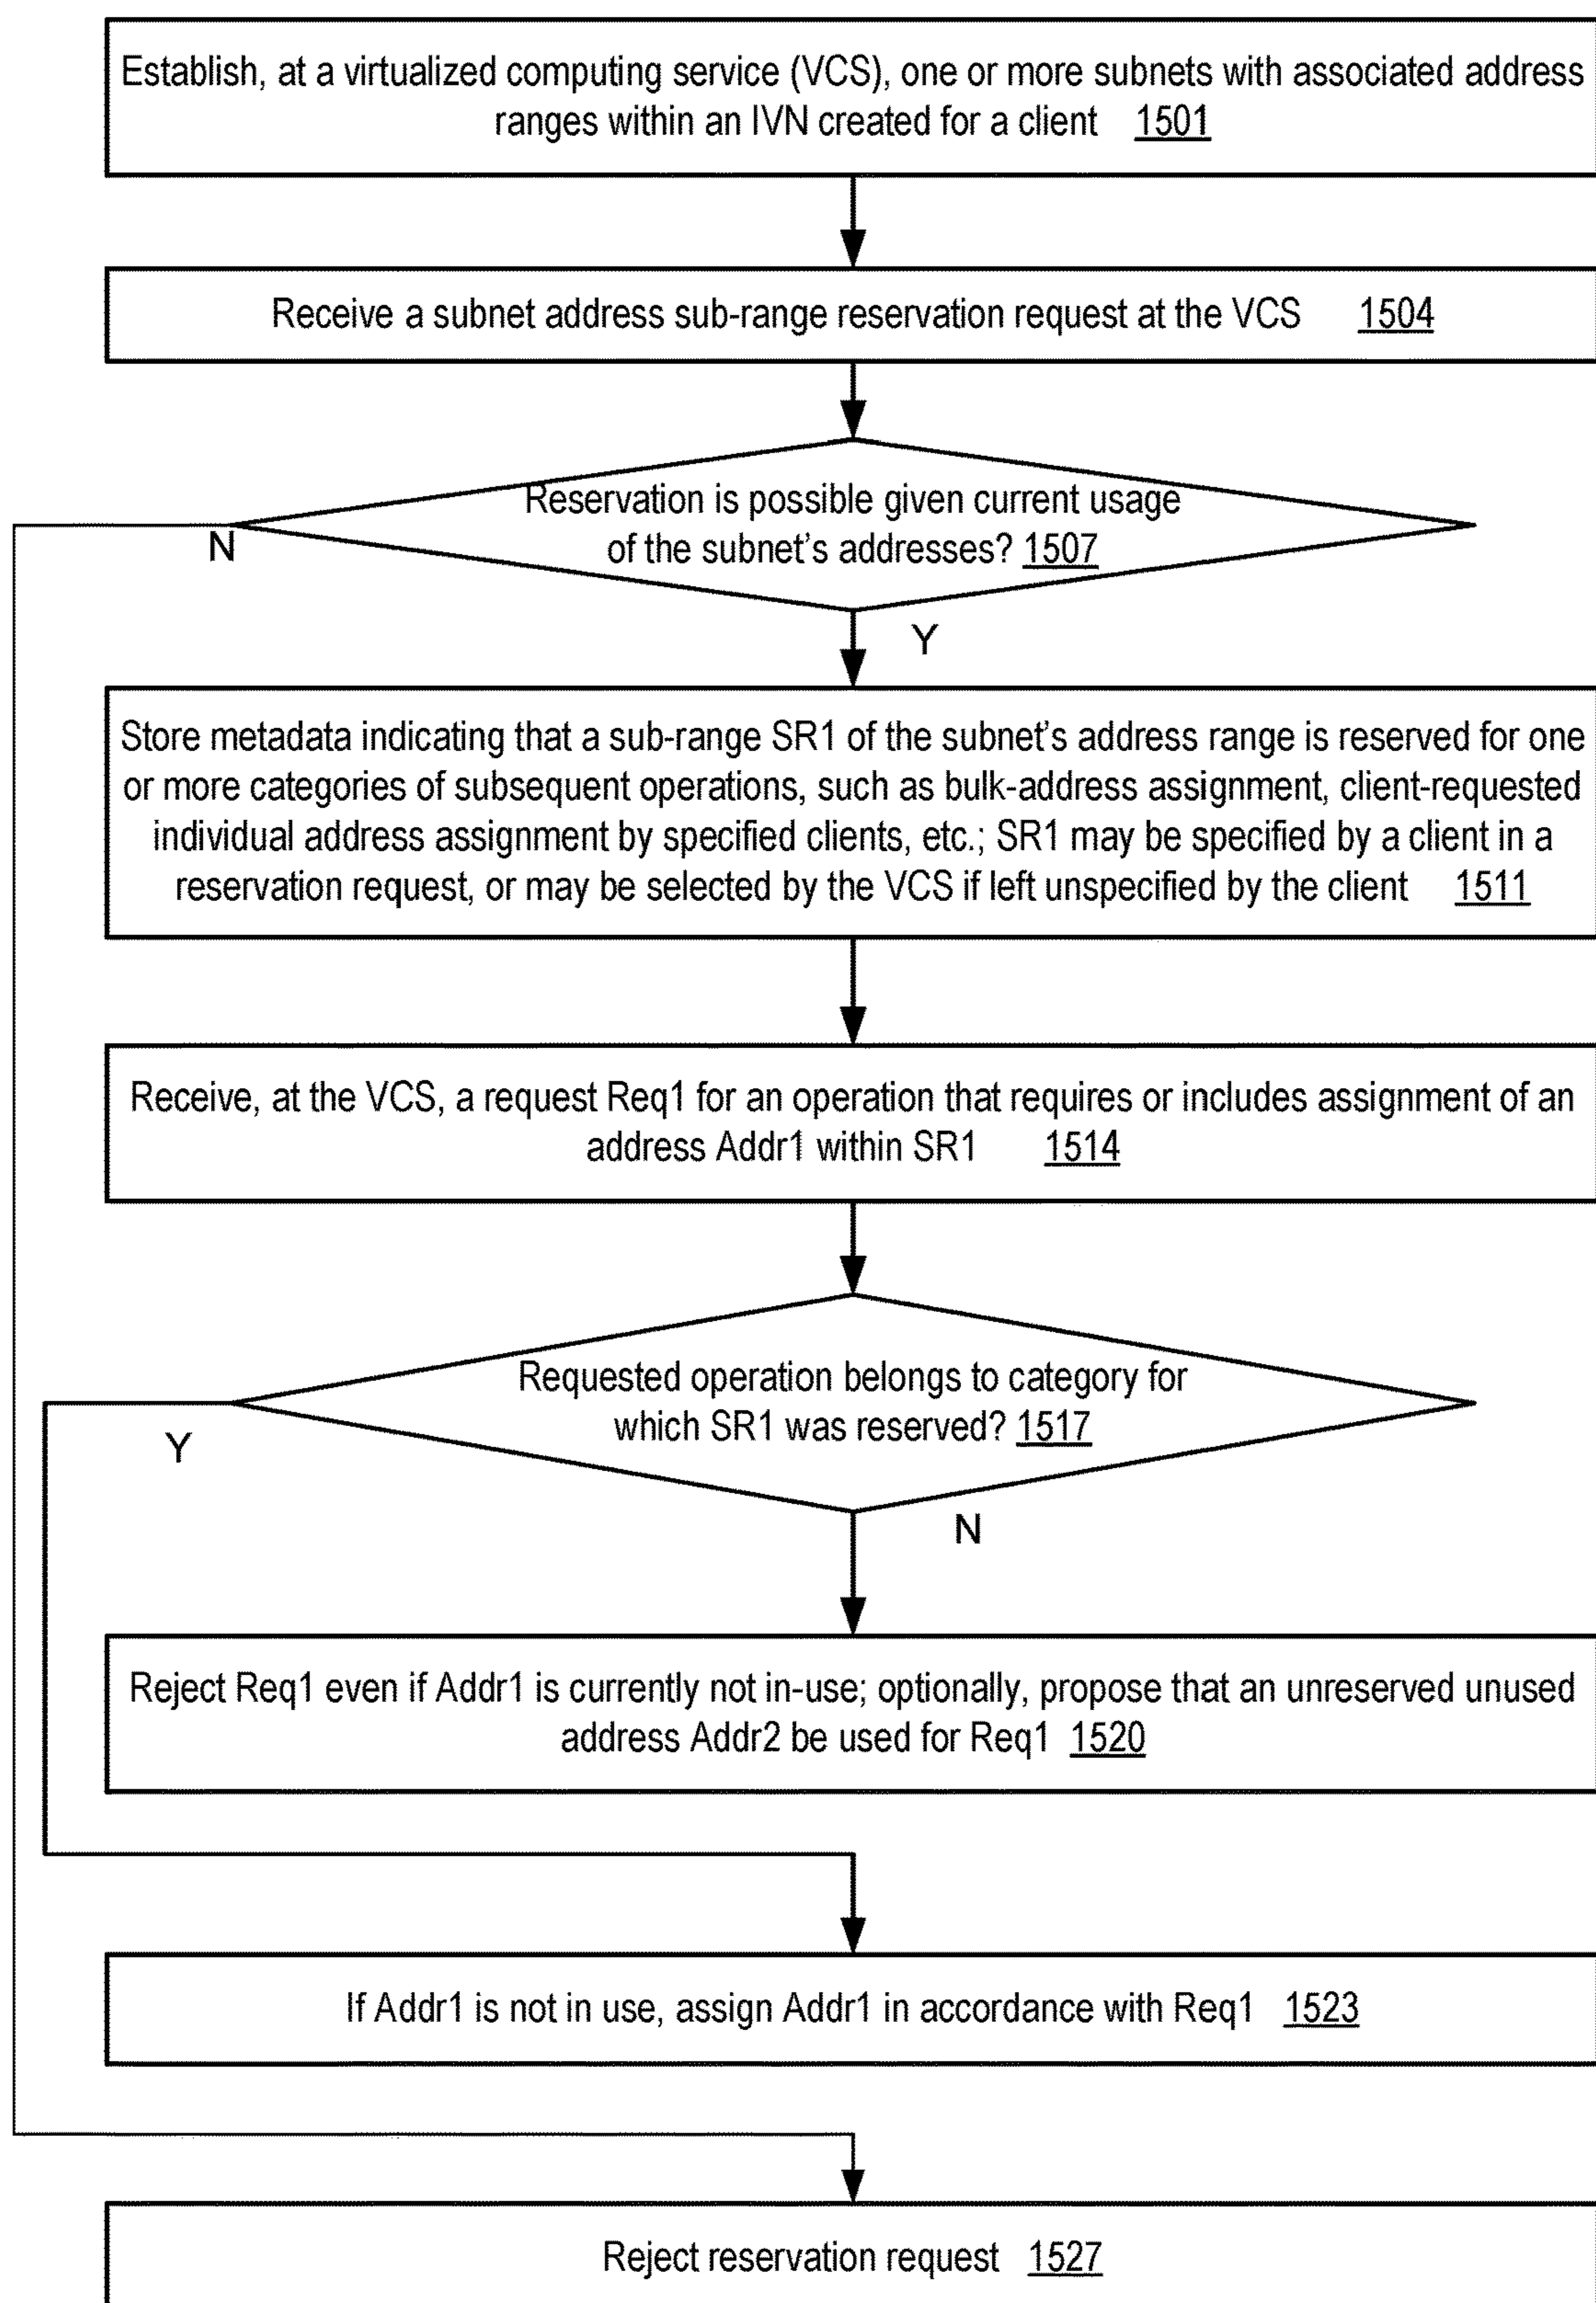 Establish, at a virtualized computing service (VCS), one or more subnets with associated address
ranges within an IVN created for a client 1501
Receive a subnet address sub-range reservation request at the VCS 1504
Reservation is possible given current usage
of the subnet's addresses? 1507
N
Y
Store metadata indicating that a sub-range SR1 of the subnet's address range is reserved for one
or more categories of subsequent operations, such as bulk-address assignment, client-requested
individual address assignment by specified clients, etc.; SR1 may be specified by a client in a
reservation request, or may be selected by the VCS if left unspecified by the client 1511
Receive, at the VCS, a request Req1 for an operation that requires or includes assignment of an
address Addr1 within SR1 1514
Requested operation belongs to category for
which SR1 was reserved? 1517
Y
N
Reject Req1 even if Addr1 is currently not in-use; optionally, propose that an unreserved unused
address Addr2 be used for Req1 1520
If Addr1 is not in use, assign Addr1 in accordance with Req1 1523
Reject reservation request 1527